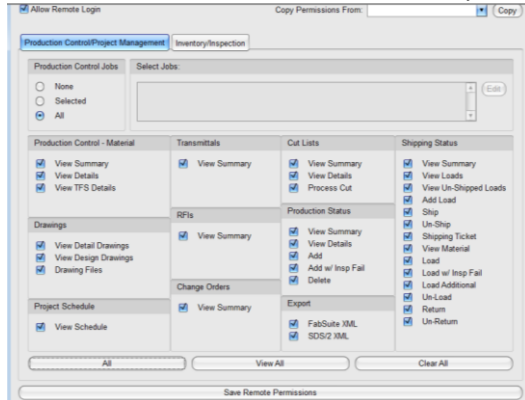 Allow Remote Login
Copy Permissions From:
Copy
Production Control/Project Management
Inventory/Inspection
Production Control Jobs
None
Selected
All
Select Jobs:
Edit
Production Control - Material
View Summary
View Details
View TFS Details
Drawings
View Detail Drawings
View Design Drawings
Drawing Files
Project Schedule
View Schedule
Transmittals
View Summary
RFIs
View Summary
Change Orders
View Summary
Cut Lists
View Summary
View Details
Process Cut
Production Status
View Summary
View Details
Add
Add w/ Insp Fail
Delete
Export
FabSuite XML
SDS/2 XML
Shipping Status
View Summary
View Loads
View Un-Shipped Loads
Add Load
Ship
Un-Ship
Shipping Ticket
View Material
Load
Load w/ Insp Fail
Load Additional
Un-Load
Return
Un-Return
All
View All
Clear All
Save Remote Permissions